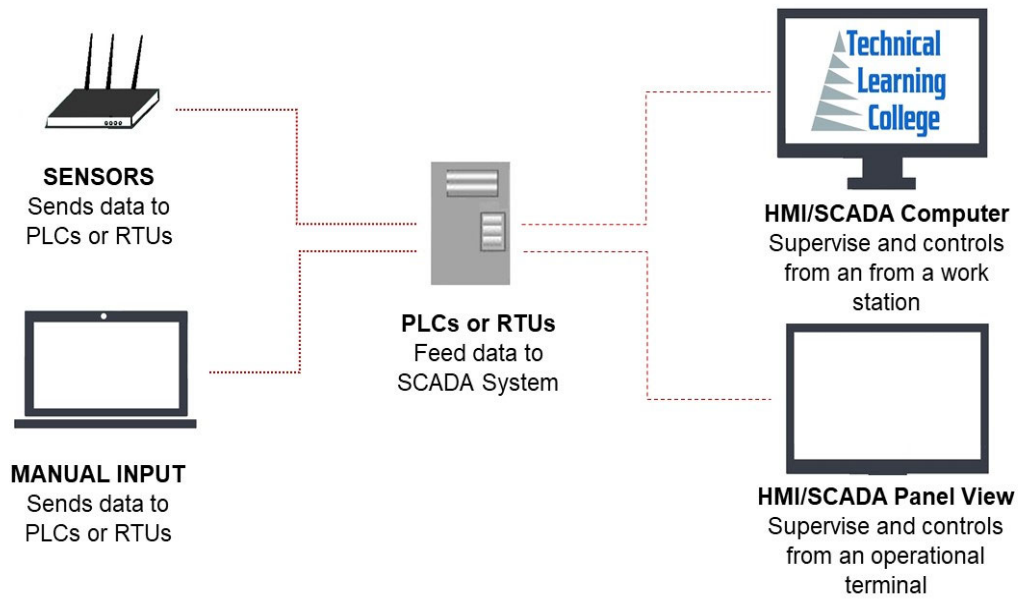 SENSORS
Sends data to
PLCs or RTUs
MANUAL INPUT
Sends data to
PLCs or RTUs
PLCs or RTUs
Feed data to
SCADA System
Technical
Learning
College
HMI/SCADA Computer
Supervise and controls
from an from a work
station
HMI/SCADA Panel View
Supervise and controls
from an operational
terminal